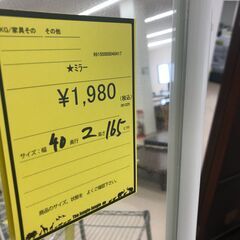 KG/家具その その他
★ミラー
¥1,980 (税込)
サイズ:幅 40 奥行 2 高さ 165 cm
商品のサイズ、状態を よくご確認下さい。